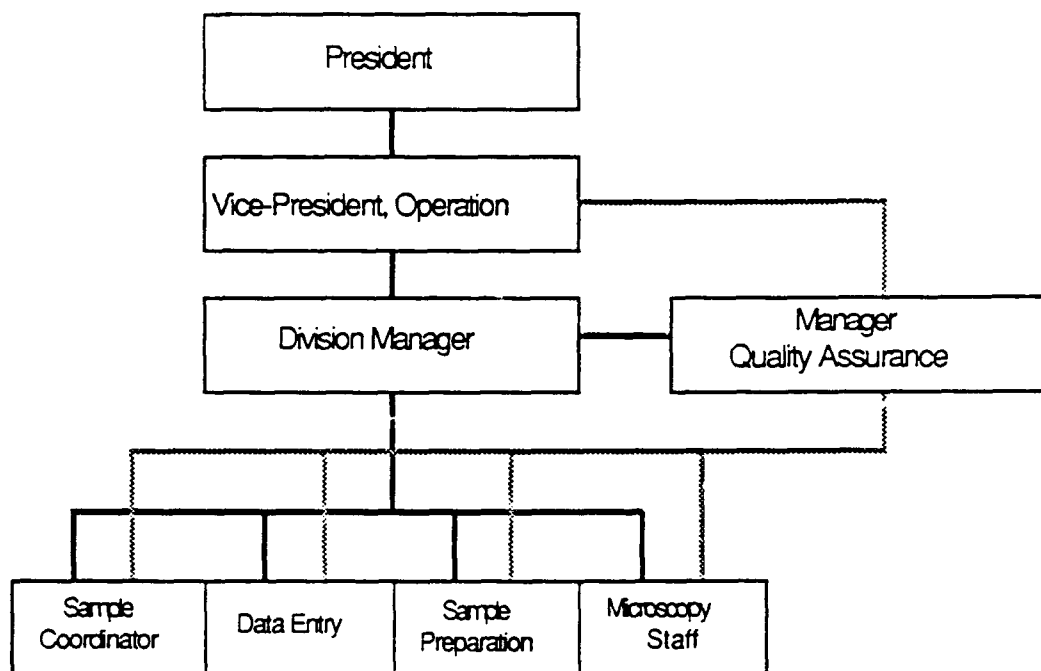 President
Vice-President, Operation
Division Manager
Manager
Quality Assurance
Sample
Coordinator
Data Entry
Sample
Preparation
Microscopy
Staff